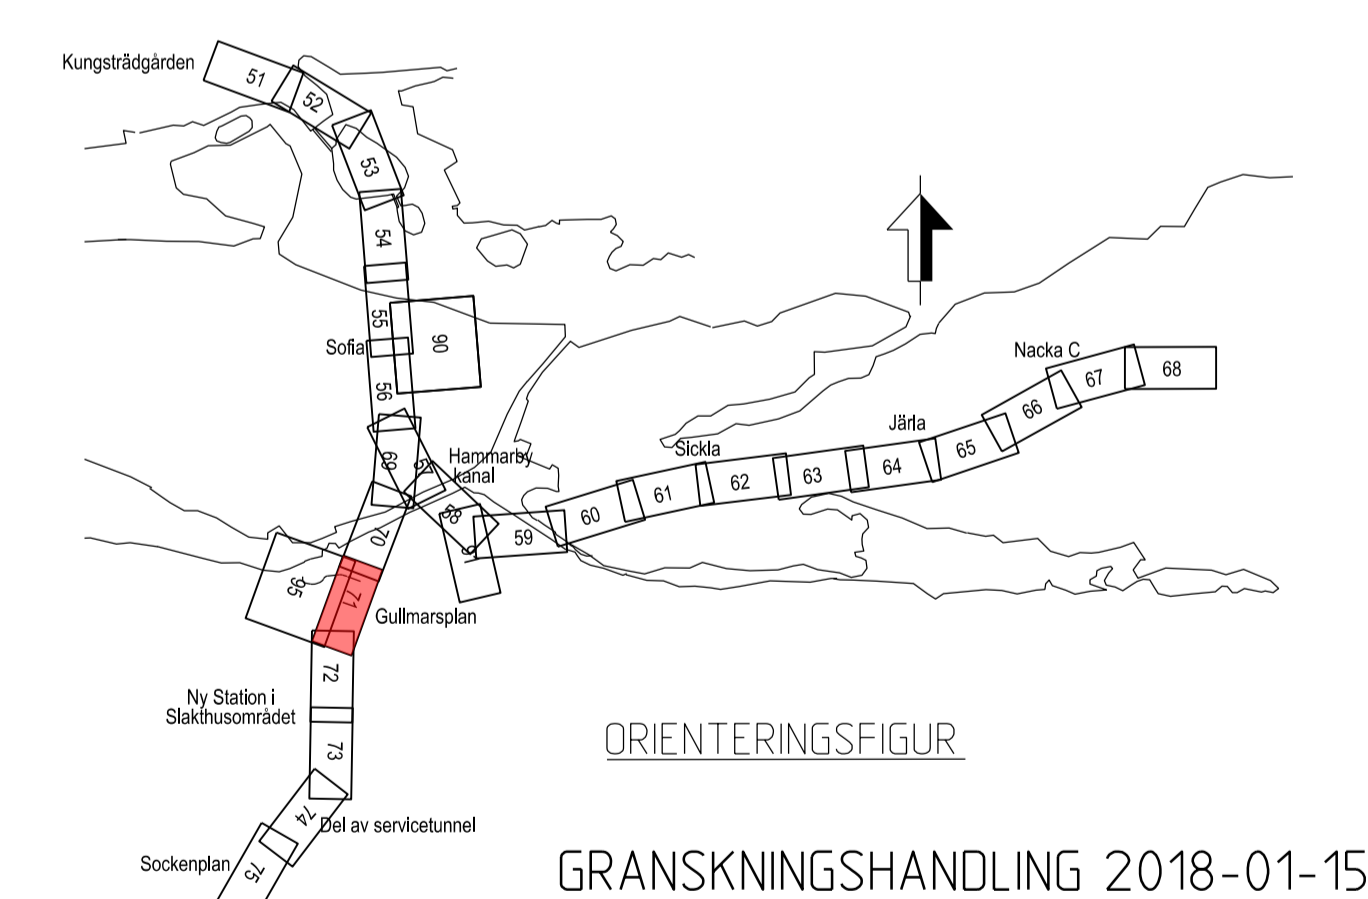 Kungsträdgården
51
52
53
54
55
Sofia
90
56
Nacka C
67
68
66
Järla
65
Sickla
64
63
62
61
60
59
Hammarby
kanal
69
57
58
70
95
71
Gullmarsplan
72
Ny Station i
Slakthusområdet
73
ORIENTERINGSFIGUR
74
Del av servicetunnel
Sockenplan
75
GRANSKNINGSHANDLING 2018-01-15